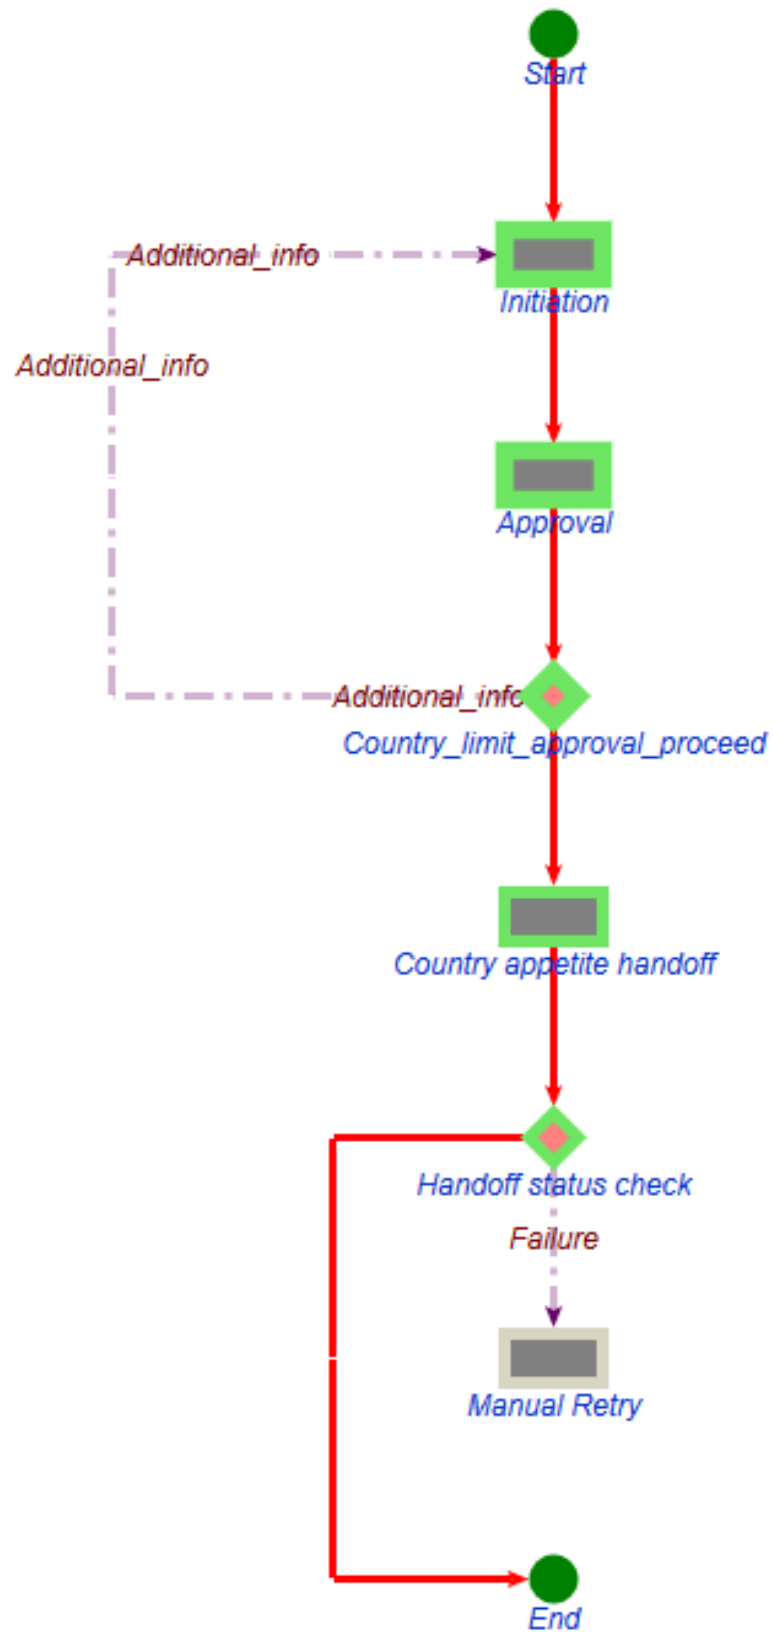 Start
Additional_info
Initiation
Additional_info
Approval
Additional_info
Country_limit_approval_proceed
Country appetite handoff
Handoff status check
Failure
Manual Retry
End